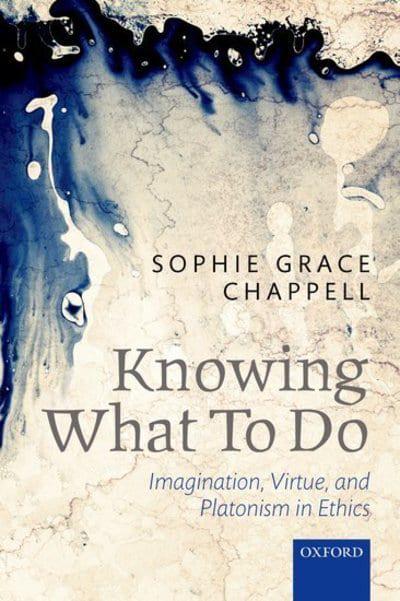 SOPHIE GRACE
CHAPPELL
Knowing
What To Do
Imagination, Virtue, and
Platonism in Ethics
OXFORD